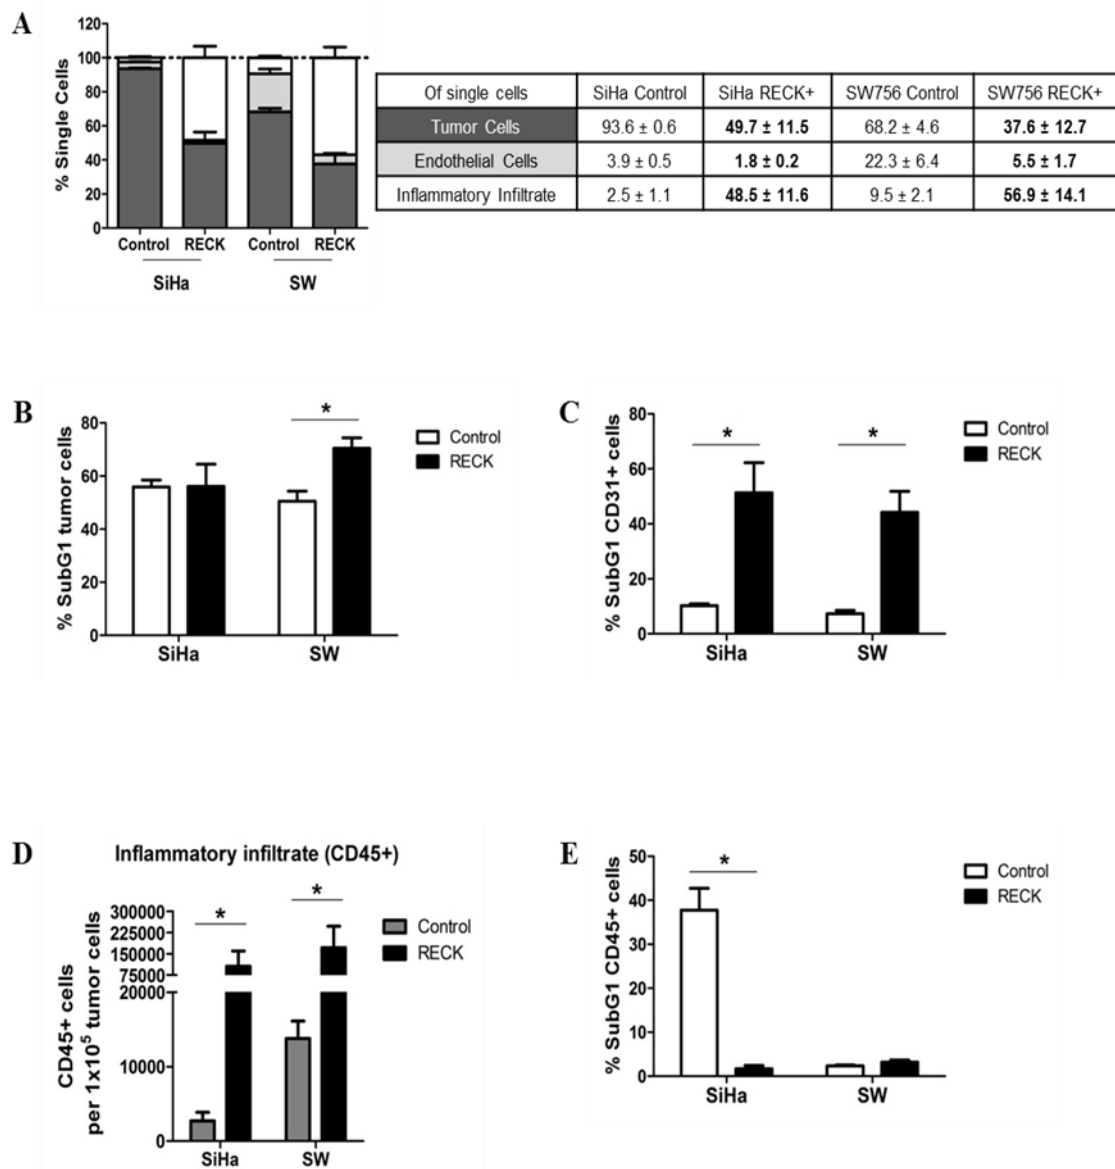 A
% Single Cells
120
100
80
60
40
20
0
Control RECK Control RECK
SiHa SW
Of single cells SiHa Control SiHa RECK+ SW756 Control SW756 RECK+
Tumor Cells 93.6 ± 0.6 49.7 ± 11.5 68.2 ± 4.6 37.6 ± 12.7
Endothelial Cells 3.9 ± 0.5 1.8 ± 0.2 22.3 ± 6.4 5.5 ± 1.7
Inflammatory Infiltrate 2.5 ± 1.1 48.5 ± 11.6 9.5 ± 2.1 56.9 ± 14.1
B
% SubG1 tumor cells
80
60
40
20
0
*
SiHa SW
Control
RECK
C
% SubG1 CD31+ cells
80
60
40
20
0
* *
SiHa SW
Control
RECK
D
Inflammatory infiltrate (CD45+)
CD45+ cells
per 1x10⁵ tumor cells
300000
225000
150000
75000
20000
10000
0
* *
SiHa SW
Control
RECK
E
% SubG1 CD45+ cells
50
40
30
20
10
0
*
SiHa SW
Control
RECK